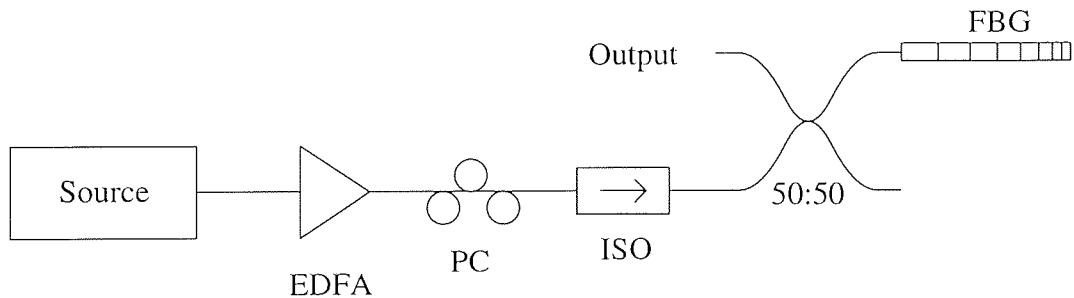 FBG
Output
Source
50:50
ISO
PC
EDFA